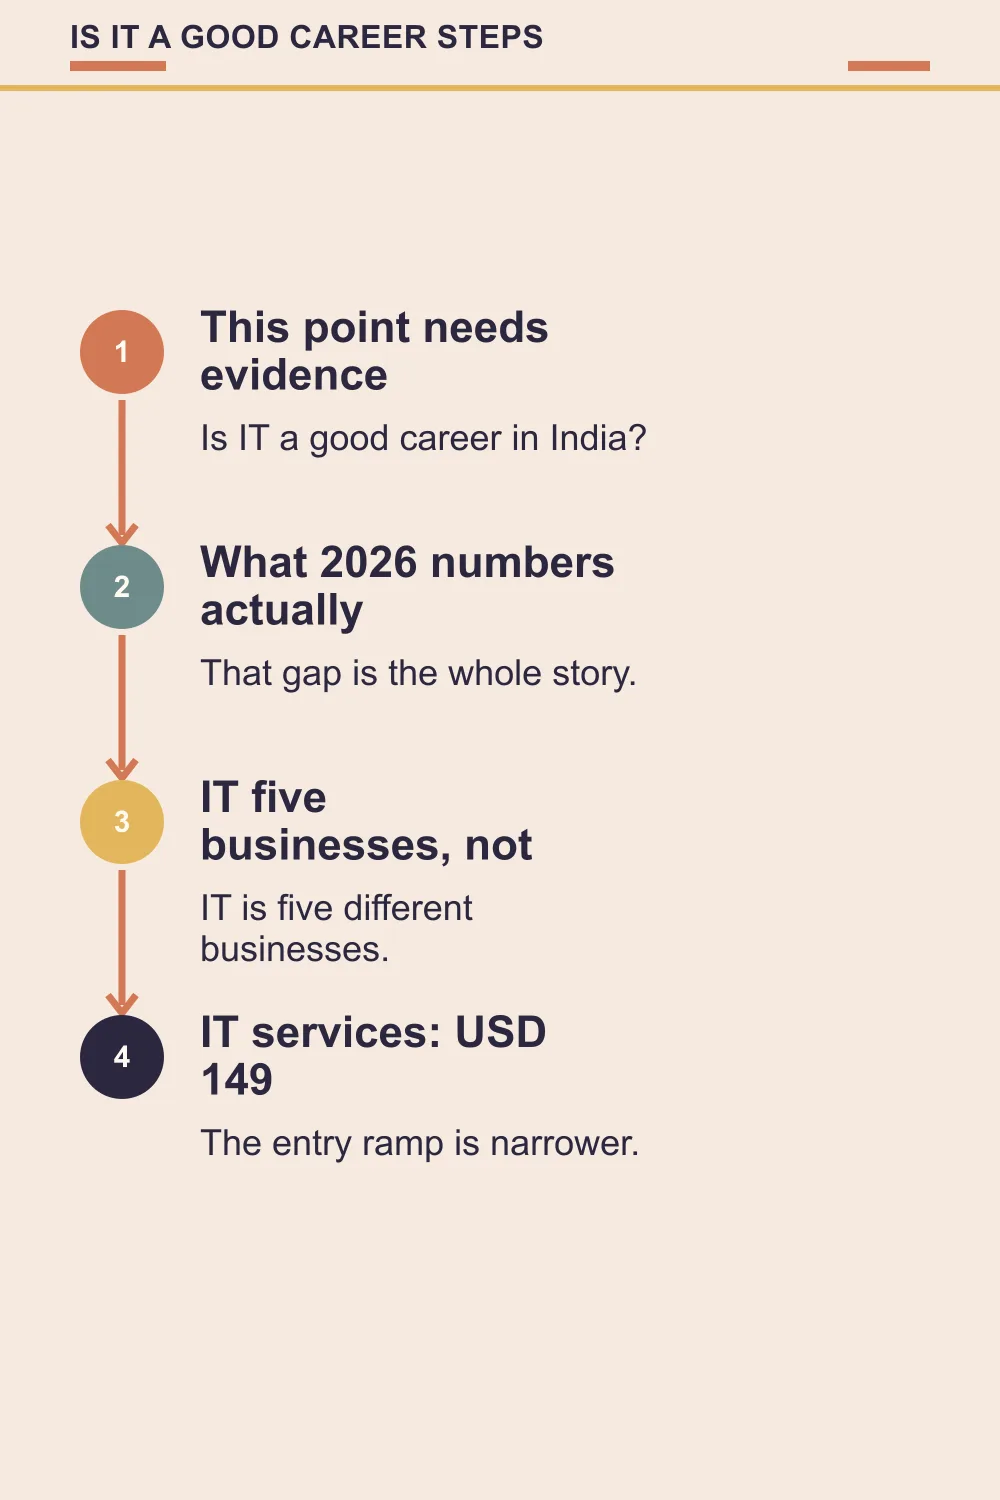 IS IT A GOOD CAREER STEPS
1
This point needs
evidence
Is IT a good career in India?
2
What 2026 numbers
actually
That gap is the whole story.
3
IT five
businesses, not
IT is five different
businesses.
4
IT services: USD
149
The entry ramp is narrower.